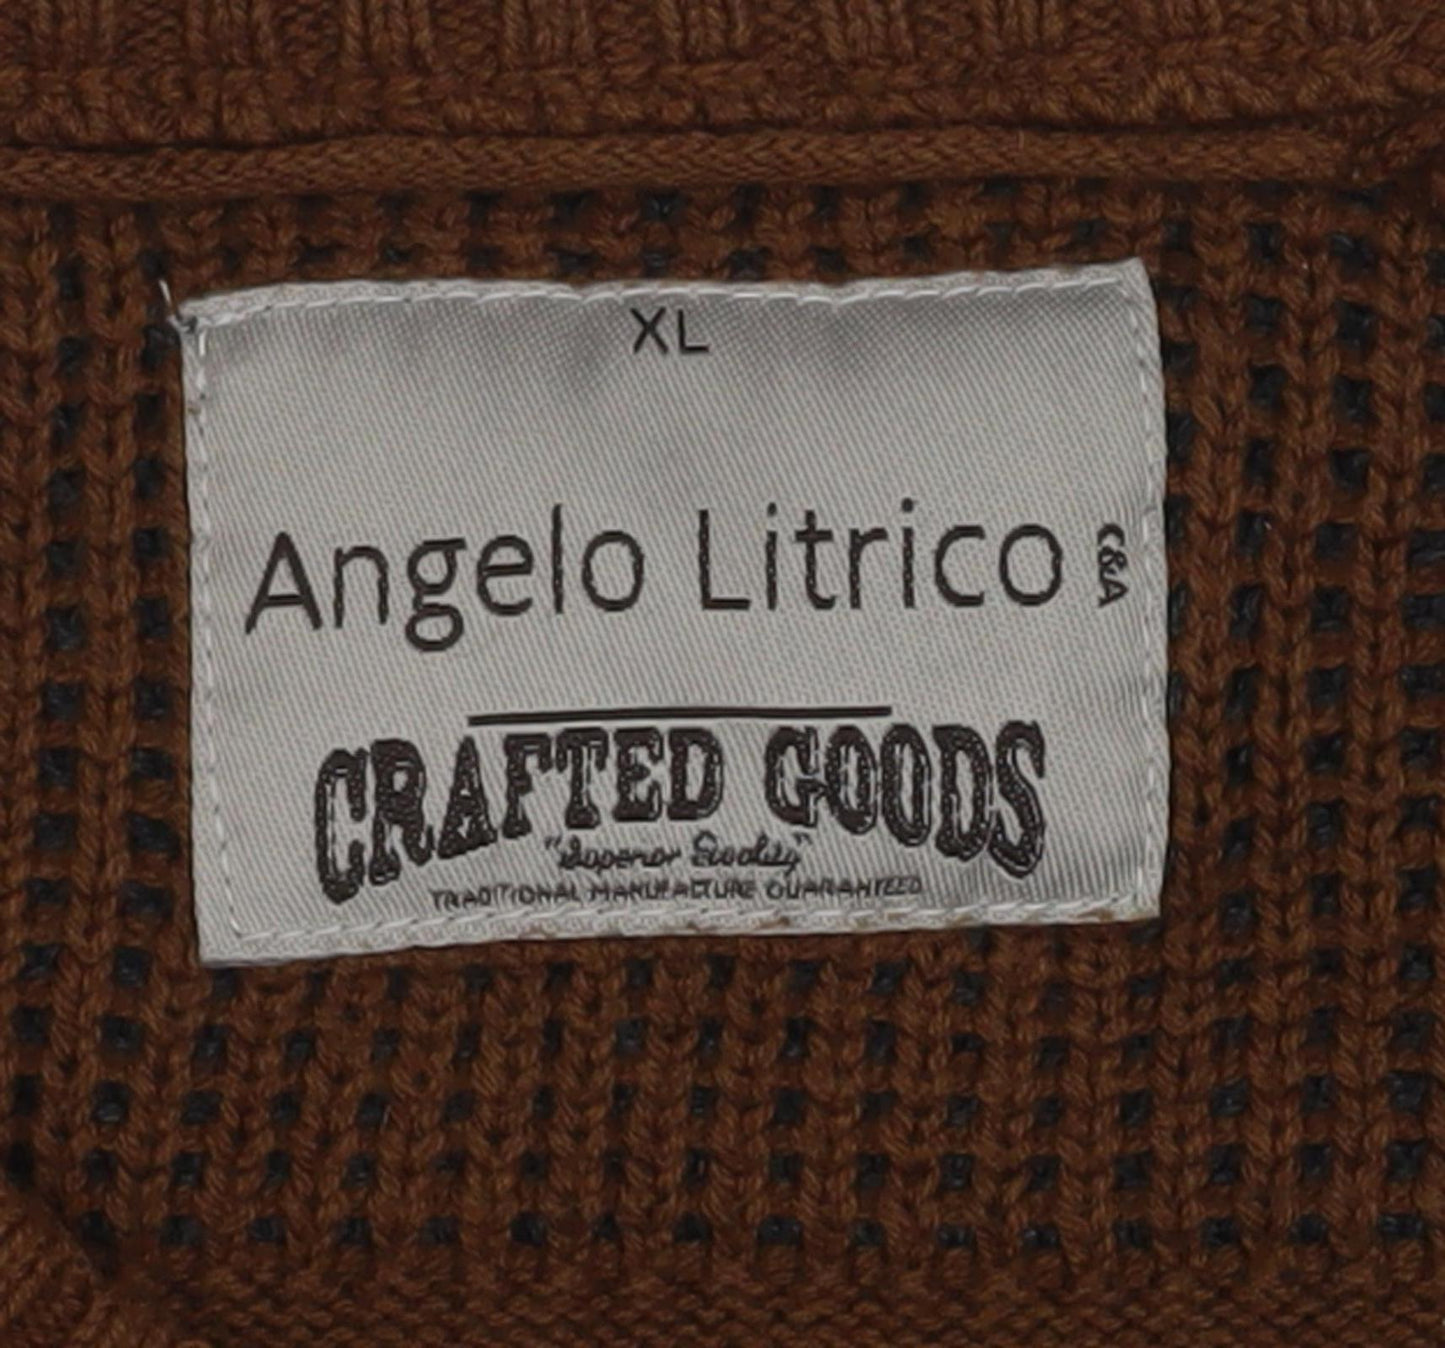 XL
Angelo Litrico
C&A
CRAFTED GOODS
"Superior Quality"
TRADITIONAL MANUFACTURE GUARANTEED